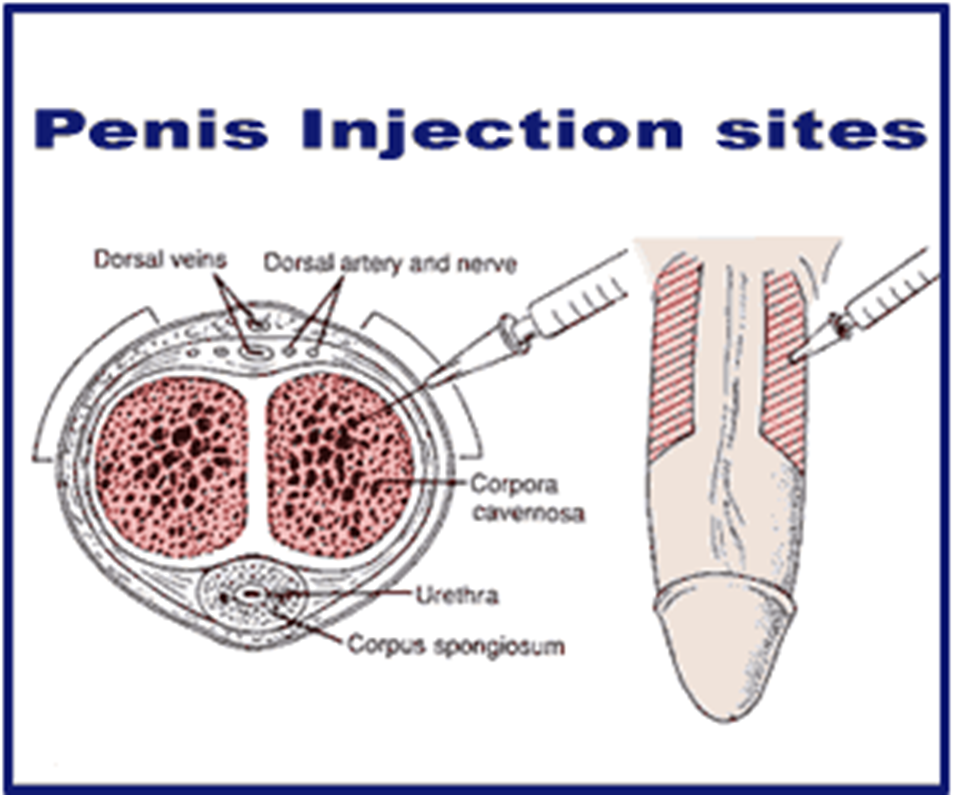 Penis Injection sites
Dorsal veins
Dorsal artery and nerve
Corpora
cavernosa
Urethra
Corpus spongiosum